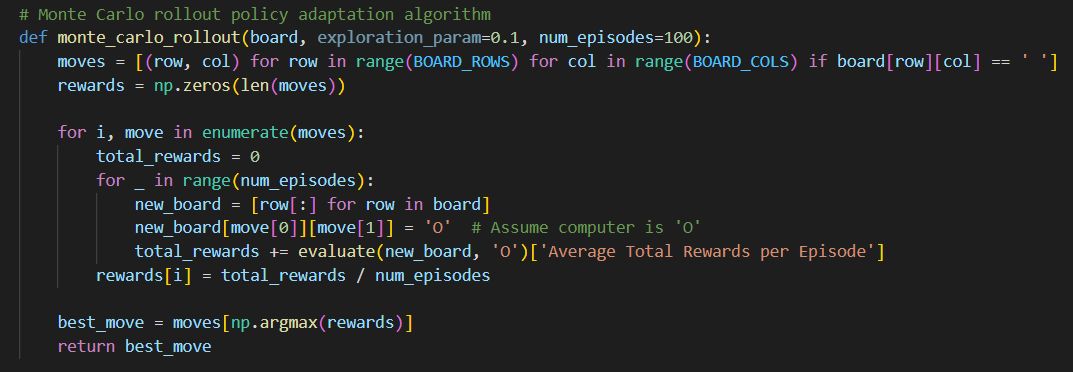 # Monte Carlo rollout policy adaptation algorithm
def monte_carlo_rollout(board, exploration_param=0.1, num_episodes=100):
    moves = [(row, col) for row in range(BOARD_ROWS) for col in range(BOARD_COLS) if board[row][col] == ' ']
    rewards = np.zeros(len(moves))

    for i, move in enumerate(moves):
        total_rewards = 0
        for _ in range(num_episodes):
            new_board = [row[:] for row in board]
            new_board[move[0]][move[1]] = 'O'  # Assume computer is 'O'
            total_rewards += evaluate(new_board, 'O')['Average Total Rewards per Episode']
        rewards[i] = total_rewards / num_episodes

    best_move = moves[np.argmax(rewards)]
    return best_move